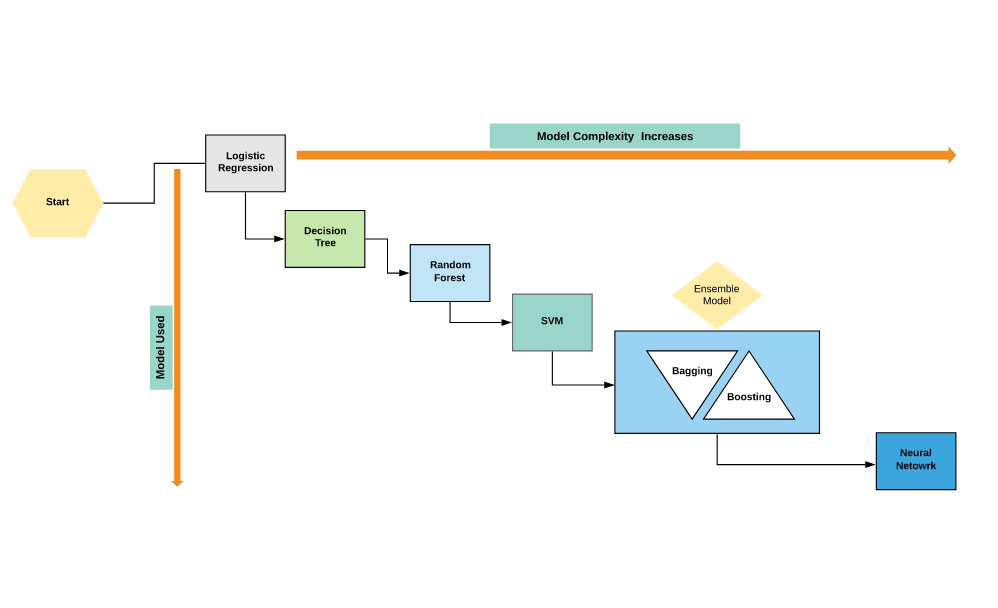 Model Complexity  Increases
Logistic
Regression
Start
Decision
Tree
Random
Forest
Ensemble
Model
SVM
Model Used
Bagging
Boosting
Neural
Netowrk